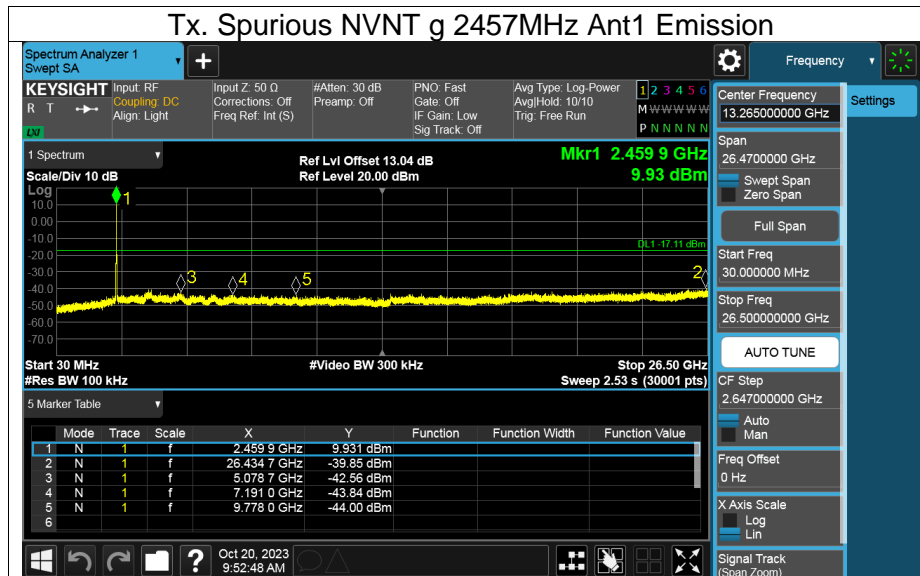 Tx. Spurious NVNT g 2457MHz Ant1 Emission
Spectrum Analyzer 1
Swept SA
+
Frequency
KEYSIGHT
R T
LXI
Input: RF
Coupling: DC
Align: Light
Input Z: 50 Ω
Corrections: Off
Freq Ref: Int (S)
#Atten: 30 dB
Preamp: Off
PNO: Fast
Gate: Off
IF Gain: Low
Sig Track: Off
Avg Type: Log-Power
Avg|Hold: 10/10
Trig: Free Run
1 2 3 4 5 6
M W W W W W
P N N N N N
1 Spectrum
Scale/Div 10 dB
Ref Lvl Offset 13.04 dB
Ref Level 20.00 dBm
Mkr1 2.459 9 GHz
9.93 dBm
Log
10.0
0.00
-10.0
-20.0
-30.0
-40.0
-50.0
-60.0
-70.0
1
3
4
5
2
DL1 -17.11 dBm
Start 30 MHz
#Video BW 300 kHz
Stop 26.50 GHz
#Res BW 100 kHz
Sweep 2.53 s (30001 pts)
5 Marker Table
Mode Trace Scale X Y Function Function Width Function Value
1 N 1 f 2.459 9 GHz 9.931 dBm
2 N 1 f 26.434 7 GHz -39.85 dBm
3 N 1 f 5.078 7 GHz -42.56 dBm
4 N 1 f 7.191 0 GHz -43.84 dBm
5 N 1 f 9.778 0 GHz -44.00 dBm
6
?
Oct 20, 2023
9:52:48 AM
Center Frequency
13.265000000 GHz
Settings
Span
26.4700000 GHz
Swept Span
Zero Span
Full Span
Start Freq
30.000000 MHz
Stop Freq
26.500000000 GHz
AUTO TUNE
CF Step
2.647000000 GHz
Auto
Man
Freq Offset
0 Hz
X Axis Scale
Log
Lin
Signal Track
(Span Zoom)